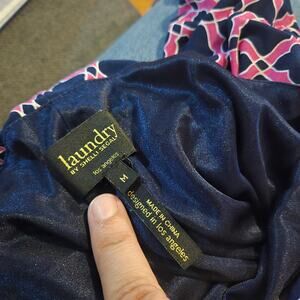 laundry
BY SHELLI SEGAL
los angeles
M
MADE IN CHINA
designed in los angeles